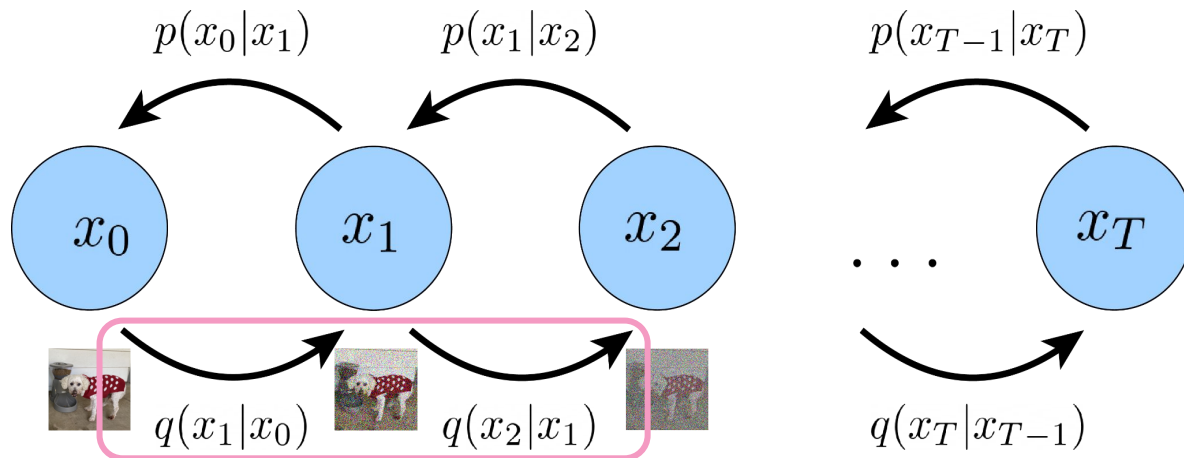 p(x_0|x_1) p(x_1|x_2) p(x_{T-1}|x_T)
x_0 x_1 x_2 . . . x_T
q(x_1|x_0) q(x_2|x_1) q(x_T|x_{T-1})